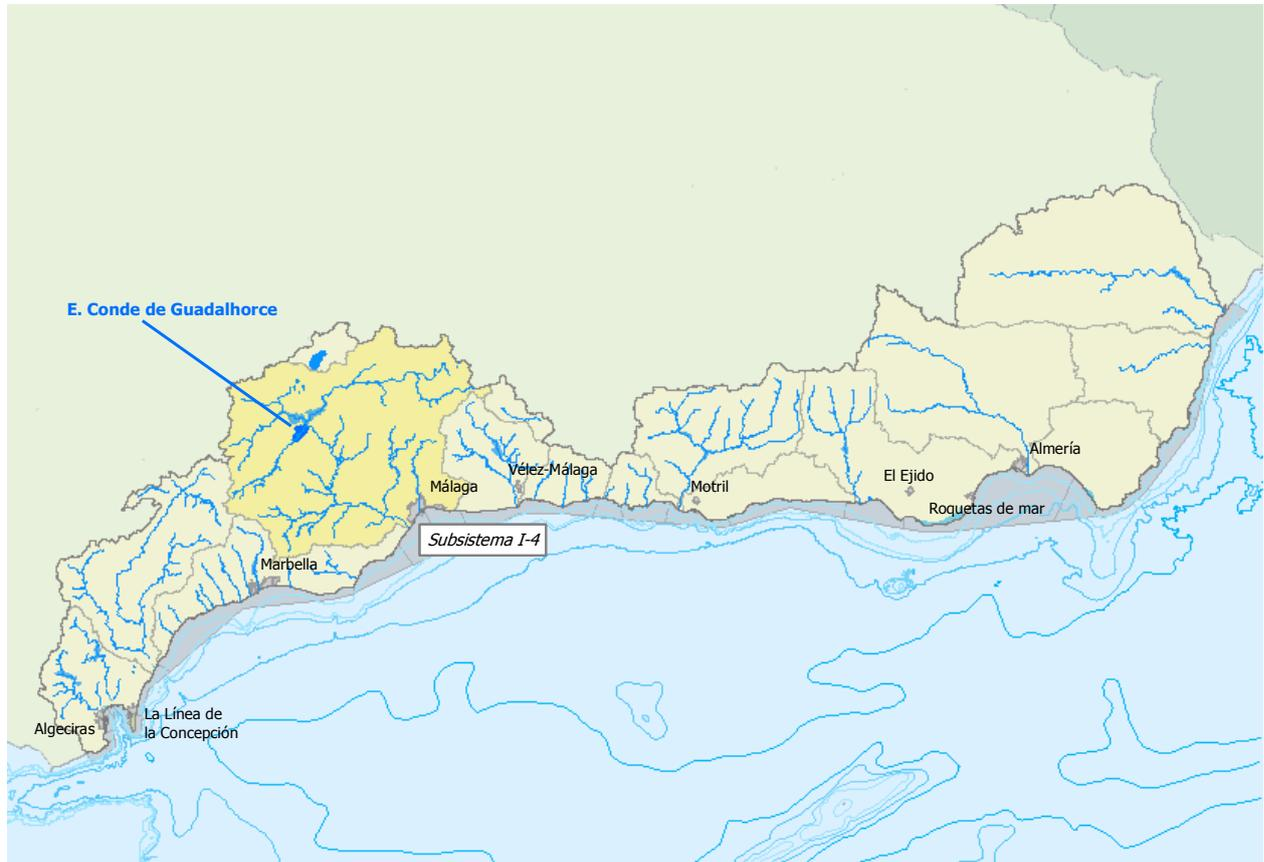 E. Conde de Guadalhorce
Almería
Vélez-Málaga
El Ejido
Málaga
Motril
Roquetas de mar
Subsistema I-4
Marbella
La Línea de
la Concepción
Algeciras